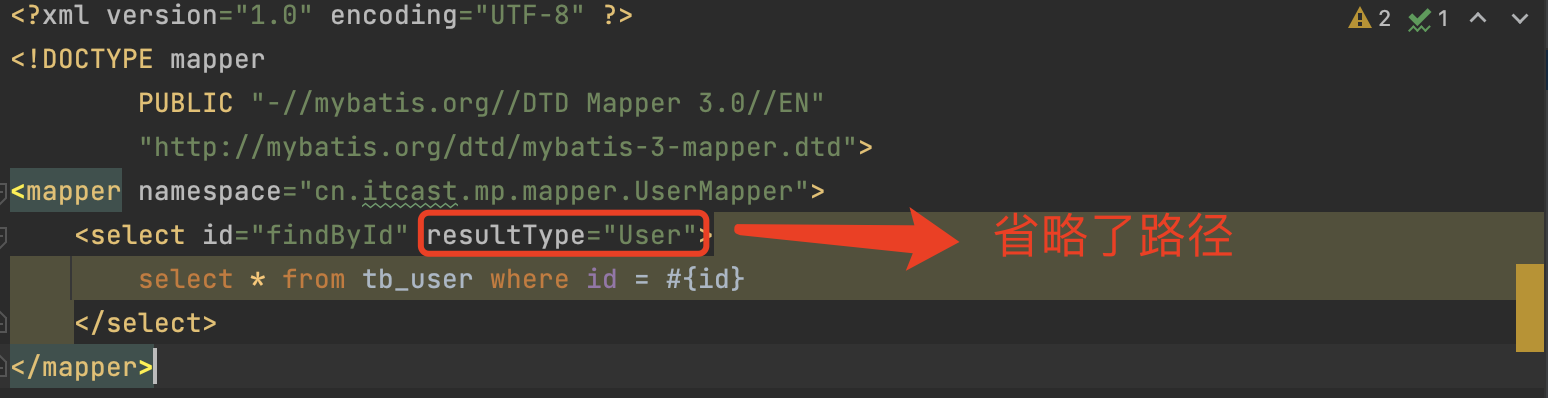 <?xml version="1.0" encoding="UTF-8" ?>
2 1
<!DOCTYPE mapper
PUBLIC "-//mybatis.org//DTD Mapper 3.0//EN"
"http://mybatis.org/dtd/mybatis-3-mapper.dtd">
<mapper namespace="cn.itcast.mp.mapper.UserMapper">
<select id="findById" resultType="User">
省略了路径
select * from tb_user where id = #{id}
</select>
</mapper>